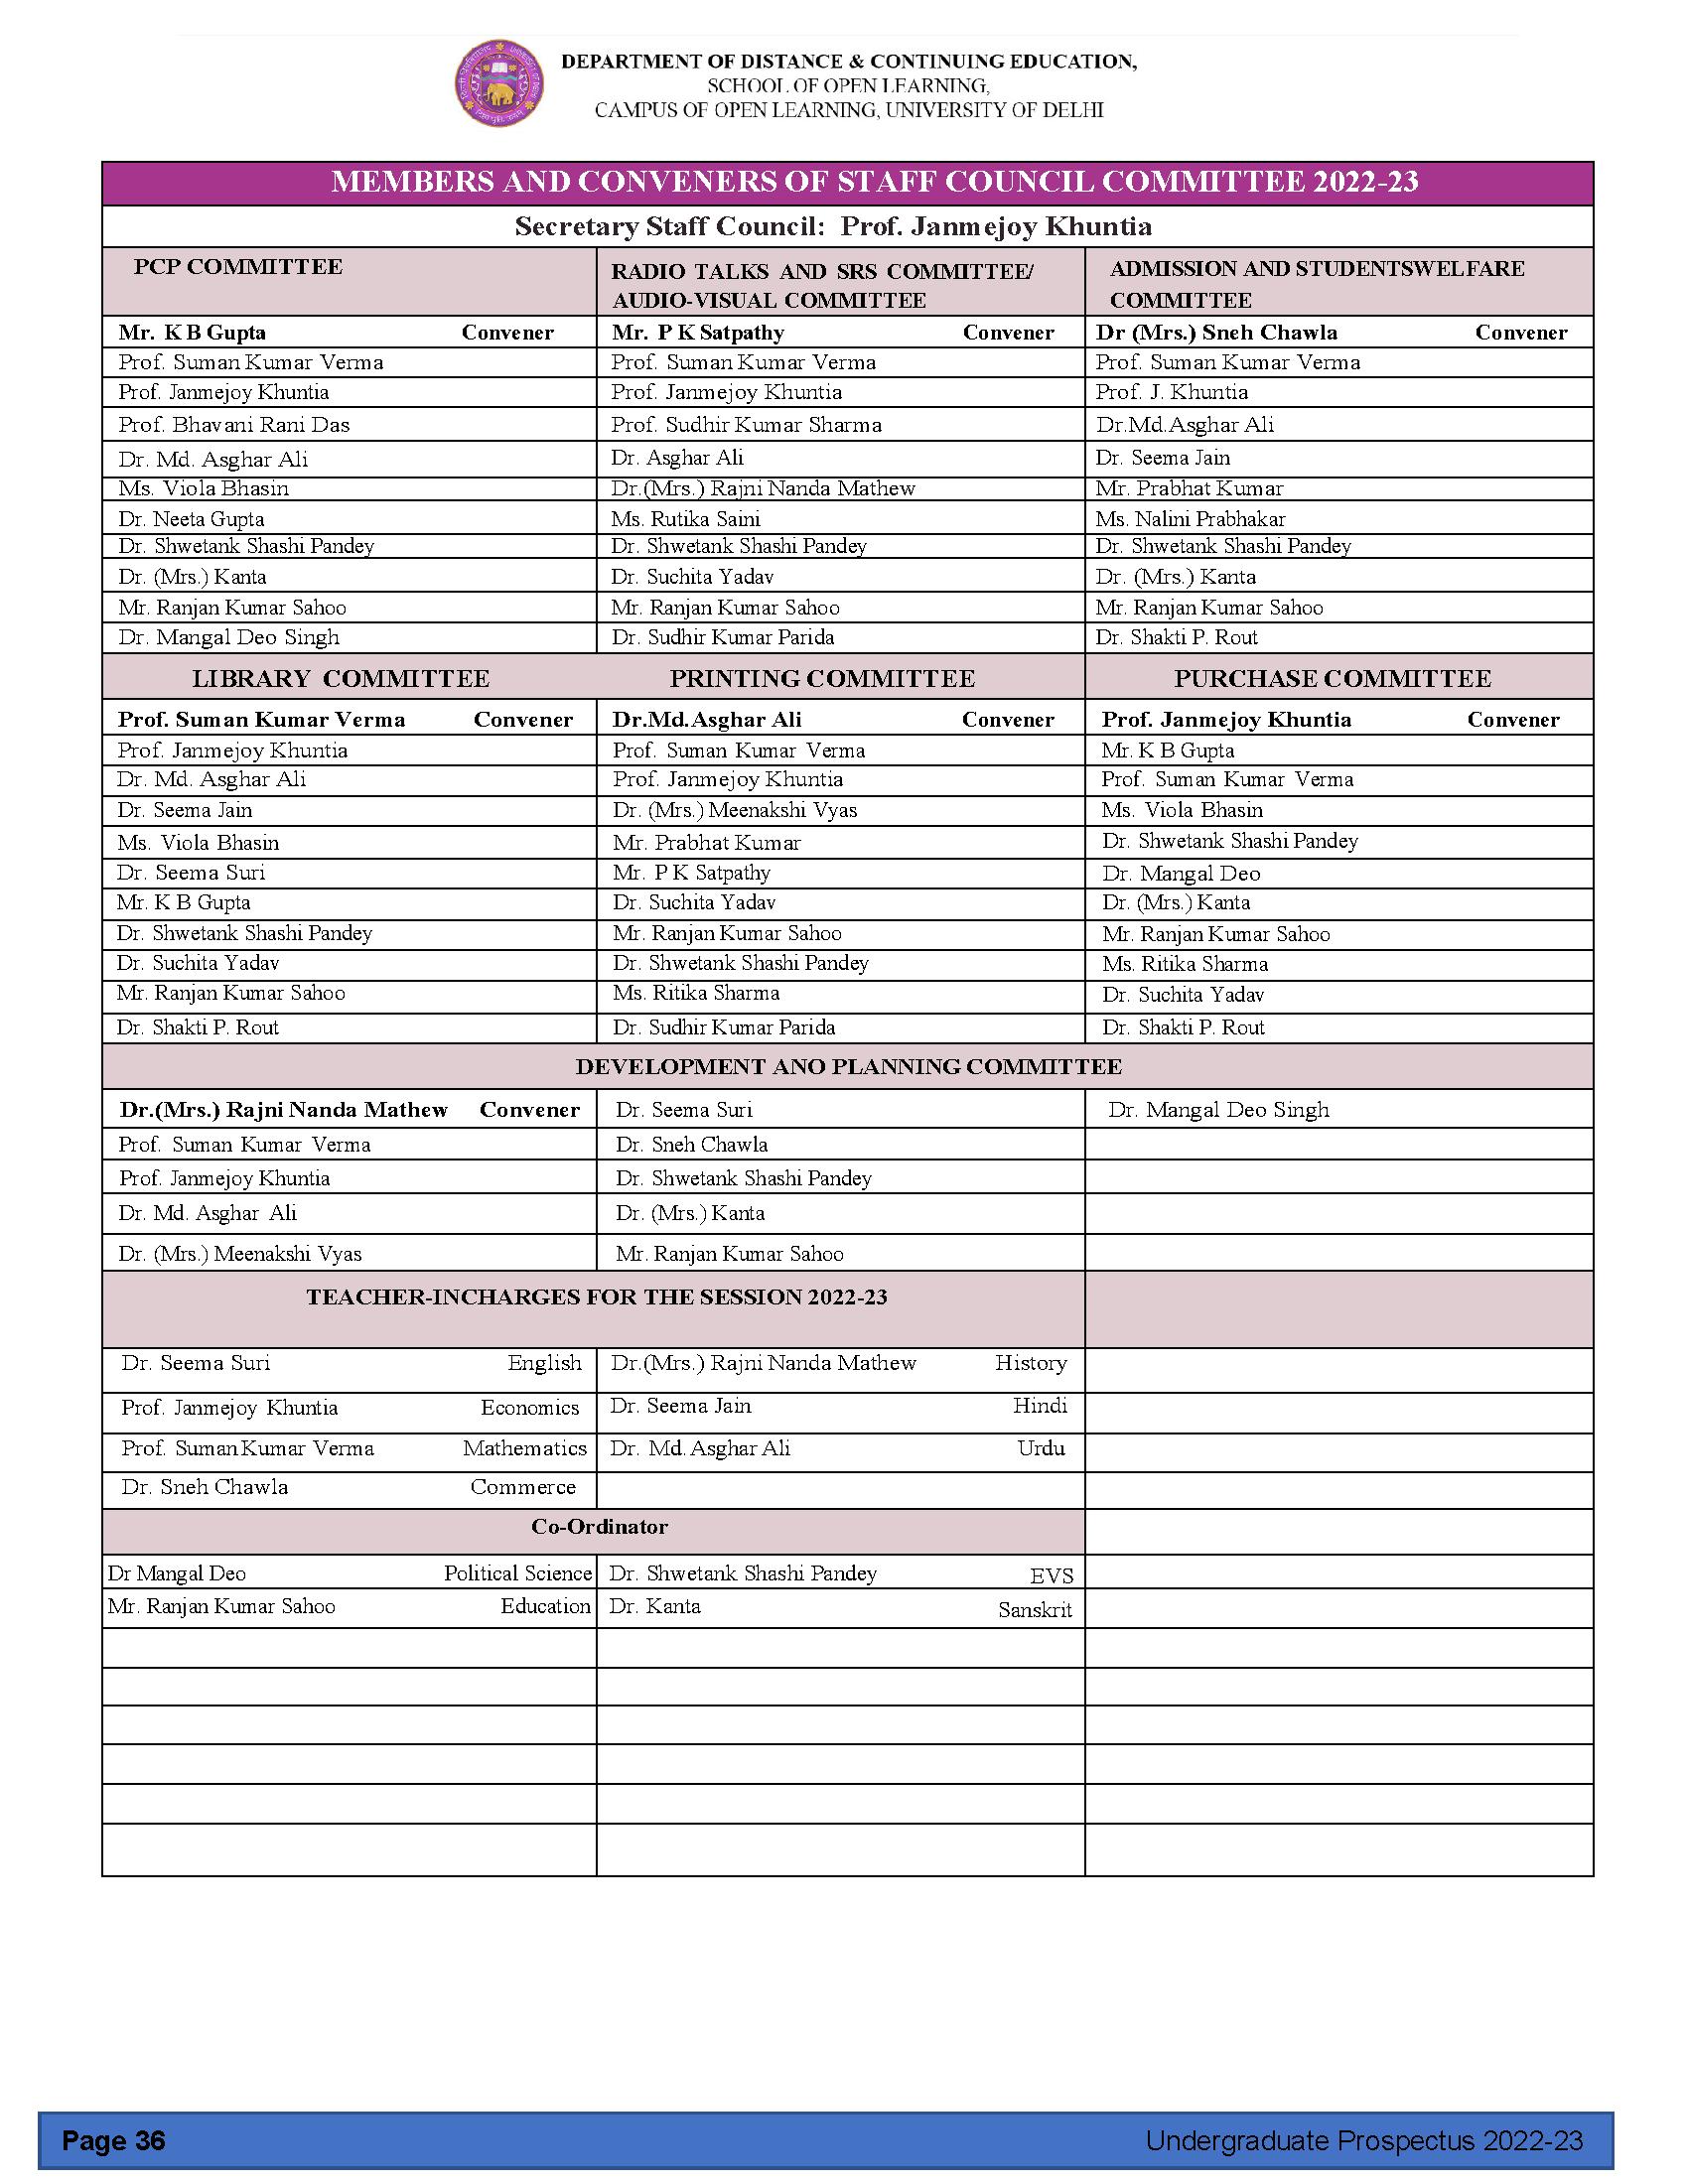 DEPARTMENT OF DISTANCE & CONTINUING EDUCATION,
SCHOOL OF OPEN LEARNING,
CAMPUS OF OPEN LEARNING, UNIVERSITY OF DELHI
MEMBERS AND CONVENERS OF STAFF COUNCIL COMMITTEE 2022-23
Secretary Staff Council: Prof. Janmejoy Khuntia
PCP COMMITTEE
RADIO TALKS AND SRS COMMITTEE/
AUDIO-VISUAL COMMITTEE
ADMISSION AND STUDENTSWELFARE
COMMITTEE
Mr. K B Gupta Convener Mr. P K Satpathy Convener Dr (Mrs.) Sneh Chawla Convener
Prof. Suman Kumar Verma Prof. Suman Kumar Verma Prof. Suman Kumar Verma
Prof. Janmejoy Khuntia Prof. Janmejoy Khuntia Prof. J. Khuntia
Prof. Bhavani Rani Das Prof. Sudhir Kumar Sharma Dr.Md.Asghar Ali
Dr. Md. Asghar Ali Dr. Asghar Ali Dr. Seema Jain
Ms. Viola Bhasin Dr.(Mrs.) Rajni Nanda Mathew Mr. Prabhat Kumar
Dr. Neeta Gupta Ms. Rutika Saini Ms. Nalini Prabhakar
Dr. Shwetank Shashi Pandey Dr. Shwetank Shashi Pandey Dr. Shwetank Shashi Pandey
Dr. (Mrs.) Kanta Dr. Suchita Yadav Dr. (Mrs.) Kanta
Mr. Ranjan Kumar Sahoo Mr. Ranjan Kumar Sahoo Mr. Ranjan Kumar Sahoo
Dr. Mangal Deo Singh Dr. Sudhir Kumar Parida Dr. Shakti P. Rout
LIBRARY COMMITTEE PRINTING COMMITTEE PURCHASE COMMITTEE
Prof. Suman Kumar Verma Convener Dr.Md.Asghar Ali Convener Prof. Janmejoy Khuntia Convener
Prof. Janmejoy Khuntia Prof. Suman Kumar Verma Mr. K B Gupta
Dr. Md. Asghar Ali Prof. Janmejoy Khuntia Prof. Suman Kumar Verma
Dr. Seema Jain Dr. (Mrs.) Meenakshi Vyas Ms. Viola Bhasin
Ms. Viola Bhasin Mr. Prabhat Kumar Dr. Shwetank Shashi Pandey
Dr. Seema Suri Mr. P K Satpathy Dr. Mangal Deo
Mr. K B Gupta Dr. Suchita Yadav Dr. (Mrs.) Kanta
Dr. Shwetank Shashi Pandey Mr. Ranjan Kumar Sahoo Mr. Ranjan Kumar Sahoo
Dr. Suchita Yadav Dr. Shwetank Shashi Pandey Ms. Ritika Sharma
Mr. Ranjan Kumar Sahoo Ms. Ritika Sharma Dr. Suchita Yadav
Dr. Shakti P. Rout Dr. Sudhir Kumar Parida Dr. Shakti P. Rout
DEVELOPMENT ANO PLANNING COMMITTEE
Dr.(Mrs.) Rajni Nanda Mathew Convener Dr. Seema Suri Dr. Mangal Deo Singh
Prof. Suman Kumar Verma Dr. Sneh Chawla
Prof. Janmejoy Khuntia Dr. Shwetank Shashi Pandey
Dr. Md. Asghar Ali Dr. (Mrs.) Kanta
Dr. (Mrs.) Meenakshi Vyas Mr. Ranjan Kumar Sahoo
TEACHER-INCHARGES FOR THE SESSION 2022-23
Dr. Seema Suri English Dr.(Mrs.) Rajni Nanda Mathew History
Prof. Janmejoy Khuntia Economics Dr. Seema Jain Hindi
Prof. Suman Kumar Verma Mathematics Dr. Md. Asghar Ali Urdu
Dr. Sneh Chawla Commerce
Co-Ordinator
Dr Mangal Deo Political Science Dr. Shwetank Shashi Pandey EVS
Mr. Ranjan Kumar Sahoo Education Dr. Kanta Sanskrit
Page 36 Undergraduate Prospectus 2022-23